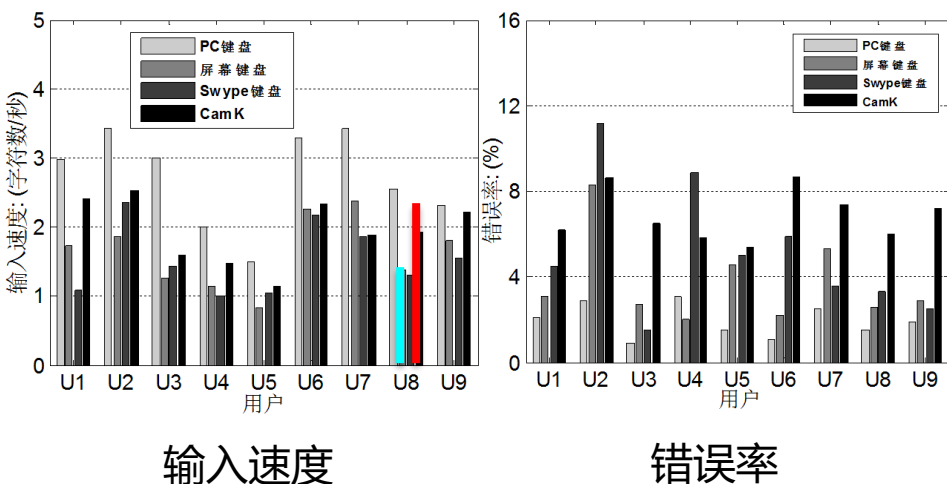 5
4
3
2
1
0
输入速度: (字符数/秒)
PC键盘
屏幕键盘
Swype键盘
CamK
U1 U2 U3 U4 U5 U6 U7 U8 U9
用户
输入速度
16
12
8
4
0
错误率: (%)
PC键盘
屏幕键盘
Swype键盘
CamK
U1 U2 U3 U4 U5 U6 U7 U8 U9
用户
错误率